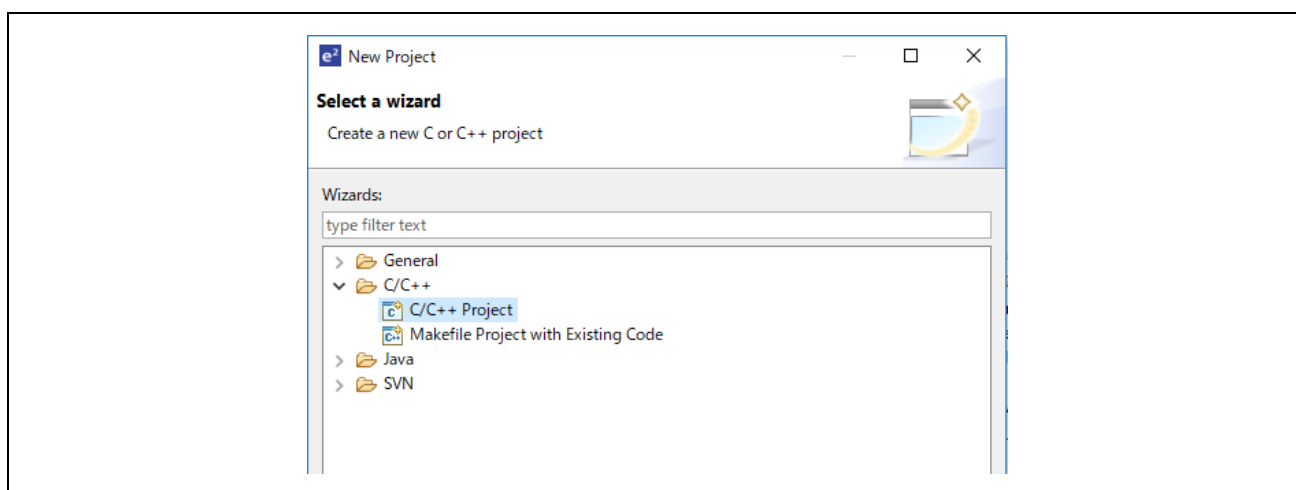 e² New Project
Select a wizard
Create a new C or C++ project
Wizards:
type filter text
General
C/C++
C/C++ Project
Makefile Project with Existing Code
Java
SVN